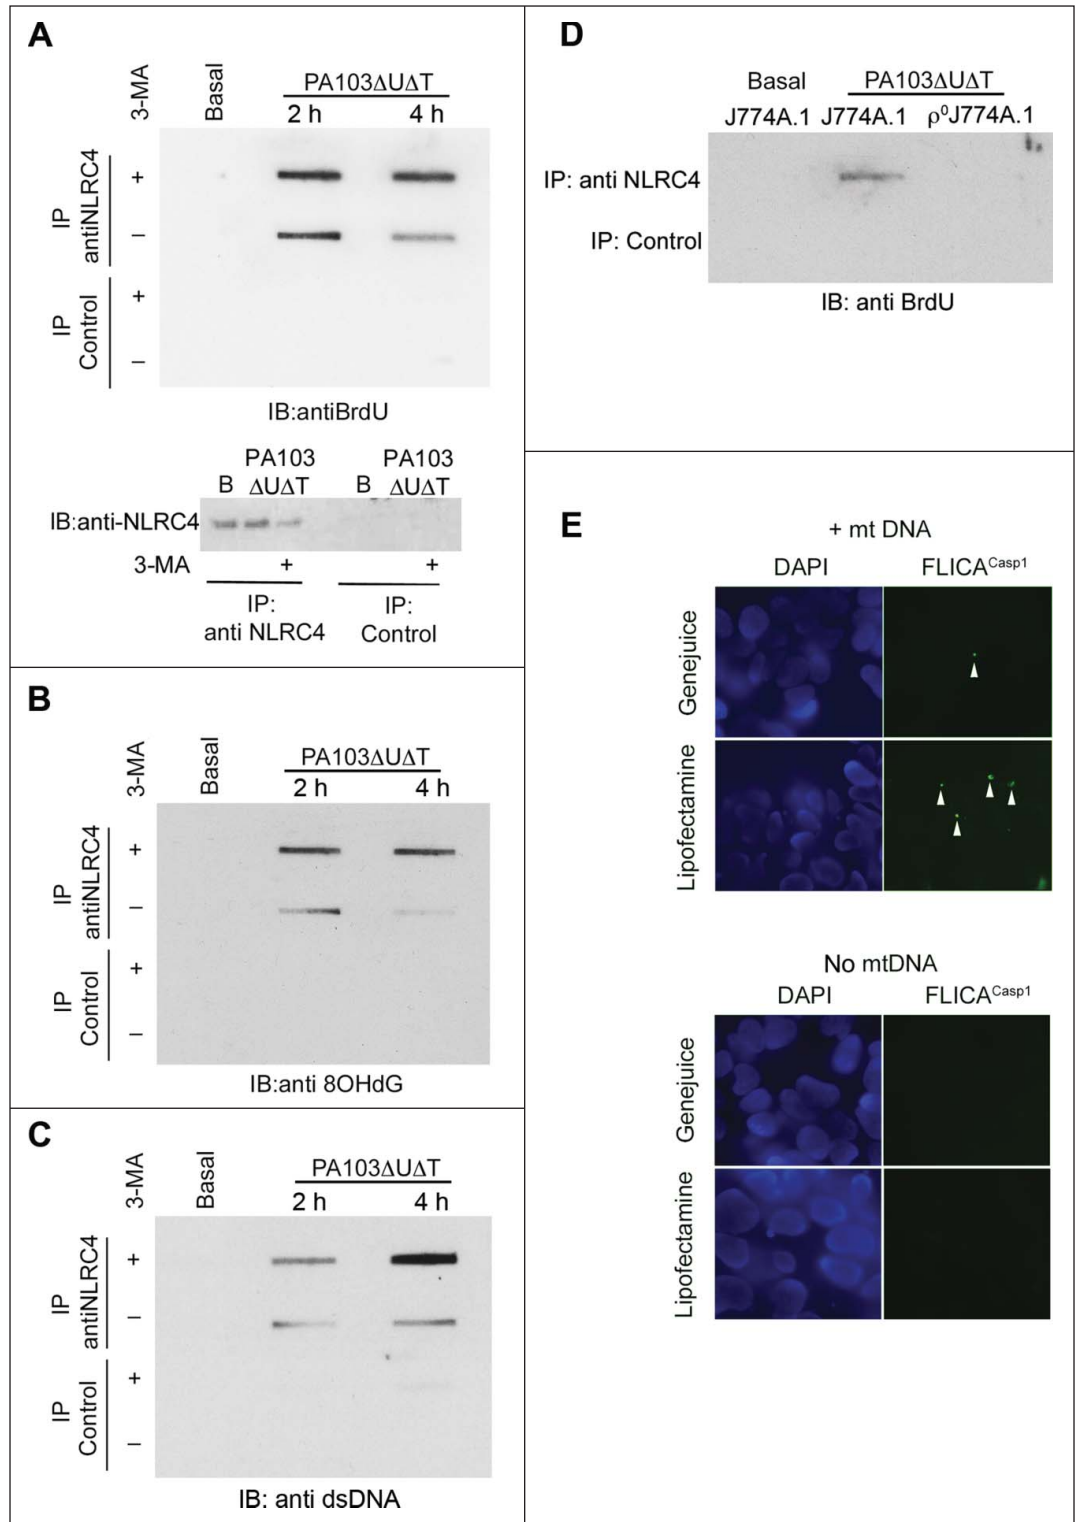 A
3-MA
Basal
PA103ΔUΔT
2 h
4 h
IP
antiNLRC4
+
–
IP
Control
+
–
IB:antiBrdU
PA103
PA103
B
ΔUΔT
B
ΔUΔT
IB:anti-NLRC4
3-MA
+
+
IP:
anti NLRC4
IP:
Control
B
3-MA
Basal
PA103ΔUΔT
2 h
4 h
IP
antiNLRC4
+
–
IP
Control
+
–
IB:anti 8OHdG
C
3-MA
Basal
PA103ΔUΔT
2 h
4 h
IP
antiNLRC4
+
–
IP
Control
+
–
IB: anti dsDNA
D
Basal
PA103ΔUΔT
J774A.1
J774A.1
ρ⁰J774A.1
IP: anti NLRC4
IP: Control
IB: anti BrdU
E
+ mt DNA
DAPI
FLICAᶜᵃˢᵖ¹
Genejuice
Lipofectamine
No mtDNA
DAPI
FLICAᶜᵃˢᵖ¹
Genejuice
Lipofectamine